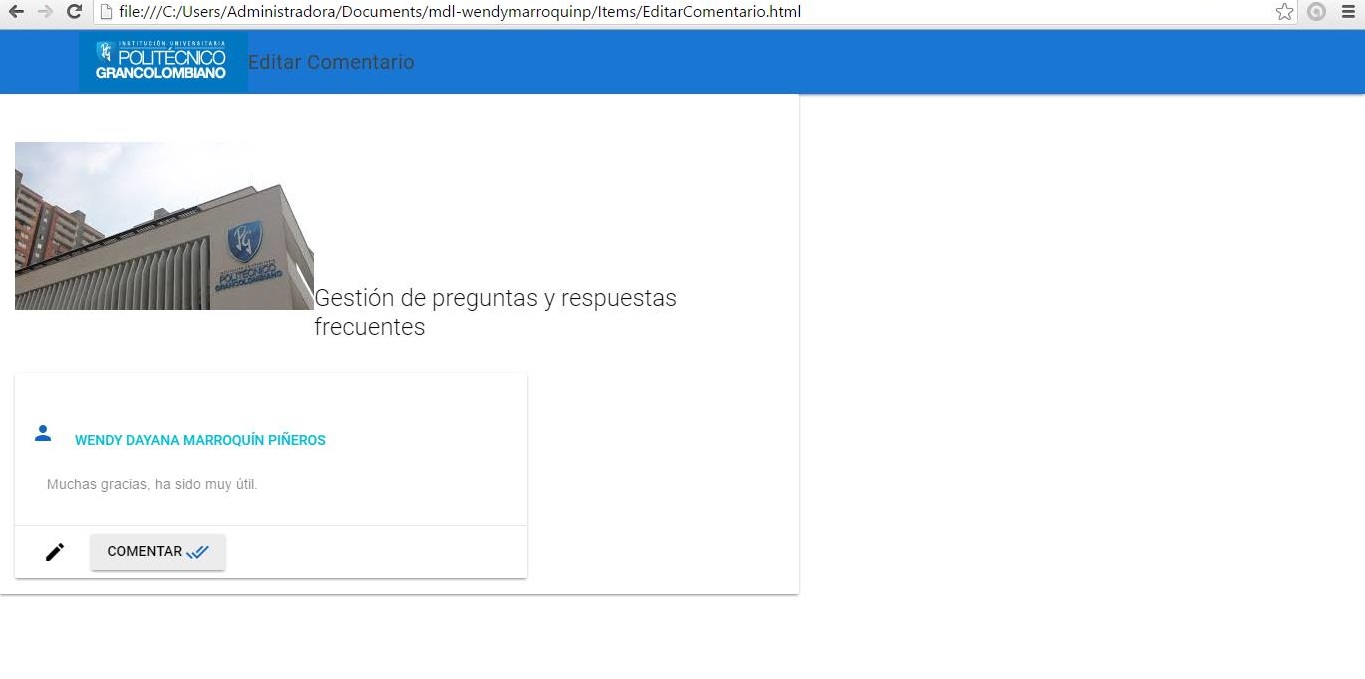 file:///C:/Users/Administradora/Documents/mdl-wendymarroquinp/Items/EditarComentario.html
INSTITUCIÓN UNIVERSITARIA
POLITÉCNICO
GRANCOLOMBIANO
Editar Comentario
PG
POLITÉCNICO
GRANCOLOMBIANO
Gestión de preguntas y respuestas
frecuentes
WENDY DAYANA MARROQUÍN PIÑEROS
Muchas gracias, ha sido muy útil.
COMENTAR